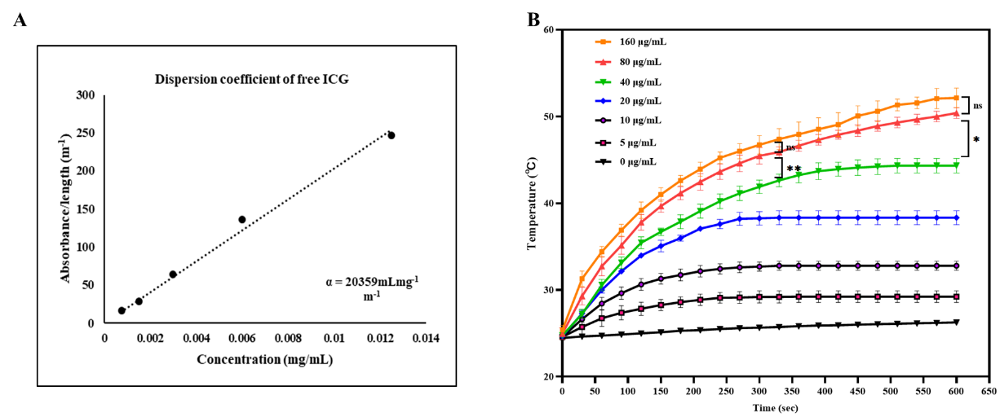 A
Dispersion coefficient of free ICG
300
250
200
150
100
50
0
Absorbance/length (m⁻¹)
α = 20359mLmg⁻¹
m⁻¹
0 0.002 0.004 0.006 0.008 0.01 0.012 0.014
Concentration (mg/mL)
B
60
50
40
30
20
Temperature (℃)
160 μg/mL
80 μg/mL
40 μg/mL
20 μg/mL
10 μg/mL
5 μg/mL
0 μg/mL
ns
*
ns
**
0 50 100 150 200 250 300 350 400 450 500 550 600 650
Time (sec)